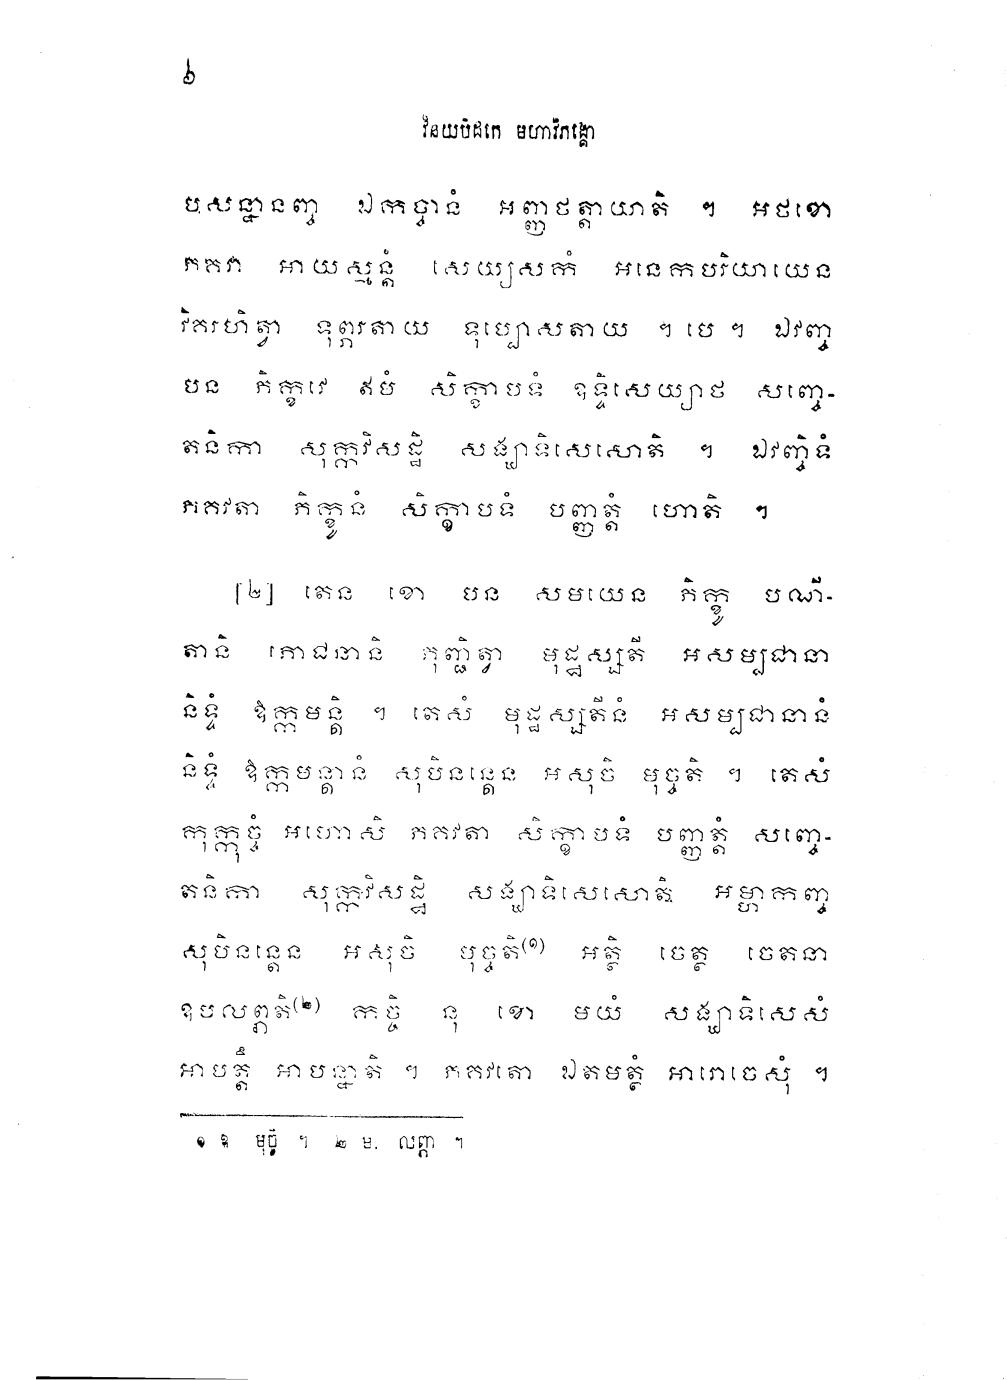 ៦
វិនយបិដកេ មហាវិភង្គោ
បសន្នានញ្ច ឯកច្ចានំ អញ្ញថត្តាយាតិ ។ អថខោ
ភគវា អាយស្មន្តំ សេយ្យសកំ អនេកបរិយាយេន
វិគរហិត្វា ទុព្ភរតាយ ទុប្បោសតាយ ។ បេ ។ ឯវញ្ច
បន ភិក្ខវេ ឥមំ សិក្ខាបទំ ឧទ្ទិសេយ្យាថ សញ្ចេ-
តនិកា សុក្កវិសដ្ឋិ សង្ឃាទិសេសោតិ ។ ឯវញ្ចិទំ
ភគវតា ភិក្ខូនំ សិក្ខាបទំ បញ្ញត្តំ ហោតិ ។
[២] តេន ខោ បន សមយេន ភិក្ខូ បណី-
តានិ ភោជនានិ ភុញ្ជិត្វា មុដ្ឋស្សតី អសម្បជានា
និទ្ទំ ឱក្កមន្តិ ។ តេសំ មុដ្ឋស្សតីនំ អសម្បជានានំ
និទ្ទំ ឱក្កមន្តានំ សុបិនន្តេន អសុចិ មុច្ចតិ ។ តេសំ
កុក្កុច្ចំ អហោសិ ភគវតា សិក្ខាបទំ បញ្ញត្តំ សញ្ចេ-
តនិកា សុក្កវិសដ្ឋិ សង្ឃាទិសេសោតិ អម្ហាកញ្ច
សុបិនន្តេន អសុចិ មុច្ចតិ(១) អត្ថិ ចេត្ថ ចេតនា
ឧបលព្ភតិ(២) កច្ចិ នុ ខោ មយំ សង្ឃាទិសេសំ
អាបត្តឹ អាបន្នាតិ ។ ភគវតោ ឯតមត្ថំ អារោចេសុំ ។
១ ឱ មុច្ចិ ។ ២ ម. លព្ភា ។